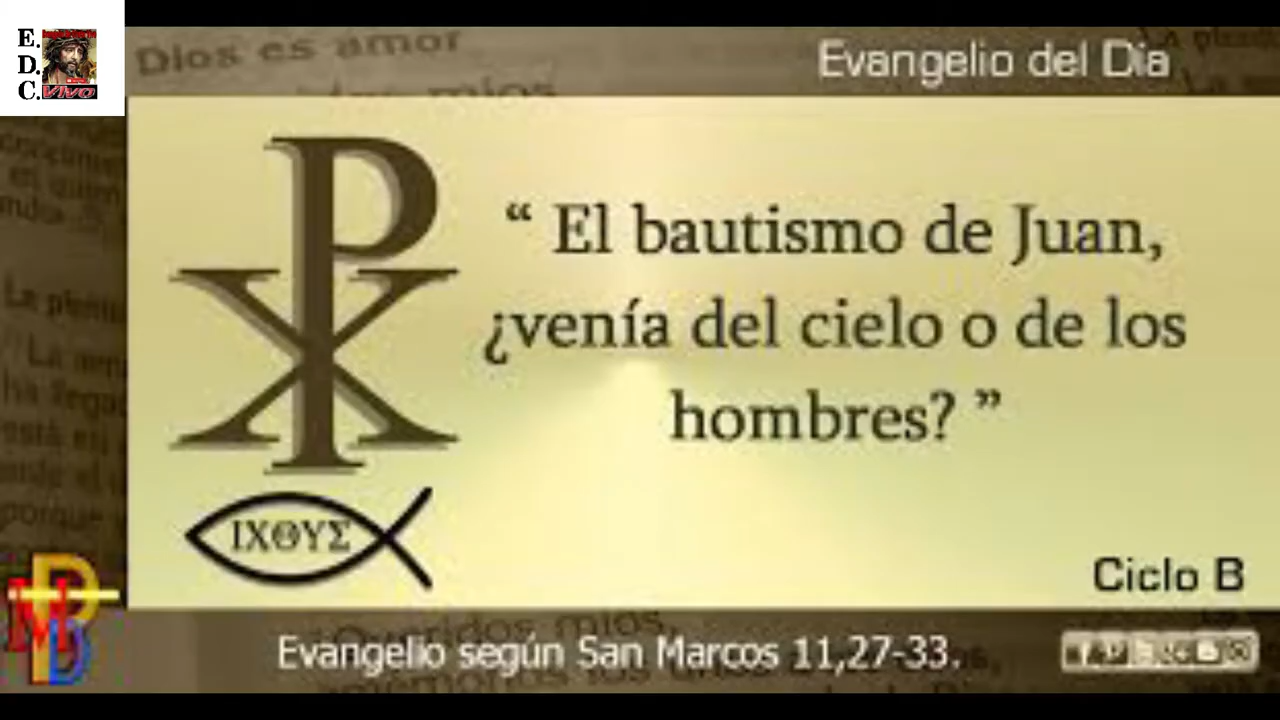 E.
D.
C. VIVO
Dios es amor
Evangelio del Día
“ El bautismo de Juan,
¿venía del cielo o de los
hombres? ”
ΙΧΘΥΣ
Ciclo B
Evangelio según San Marcos 11,27-33.